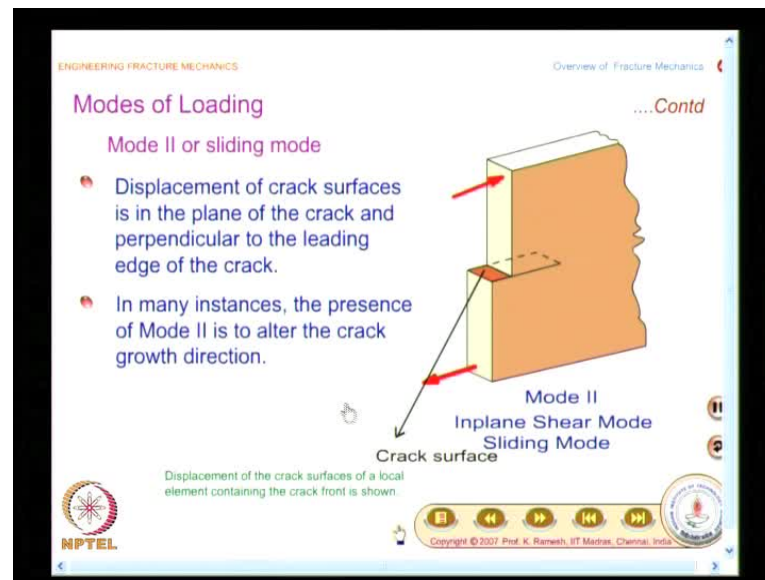 ENGINEERING FRACTURE MECHANICS
Overview of Fracture Mechanics
Modes of Loading
....Contd
Mode II or sliding mode
Displacement of crack surfaces
is in the plane of the crack and
perpendicular to the leading
edge of the crack.
In many instances, the presence
of Mode II is to alter the crack
growth direction.
Mode II
Inplane Shear Mode
Sliding Mode
Crack surface
Displacement of the crack surfaces of a local
element containing the crack front is shown.
NPTEL
Copyright © 2007 Prof. K. Ramesh, IIT Madras, Chennai, India